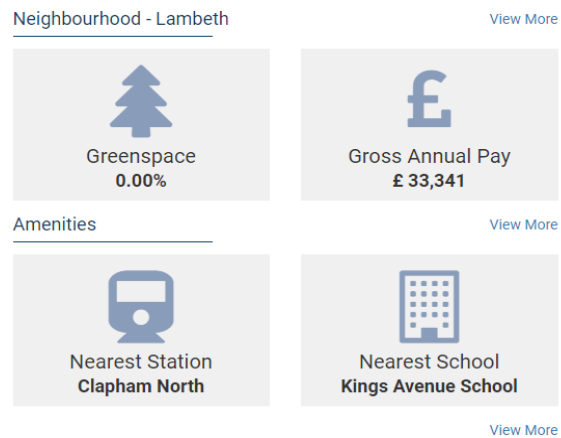 Neighbourhood - Lambeth View More
£
Greenspace Gross Annual Pay
0.00% £ 33,341
Amenities View More
Nearest Station Nearest School
Clapham North Kings Avenue School
View More